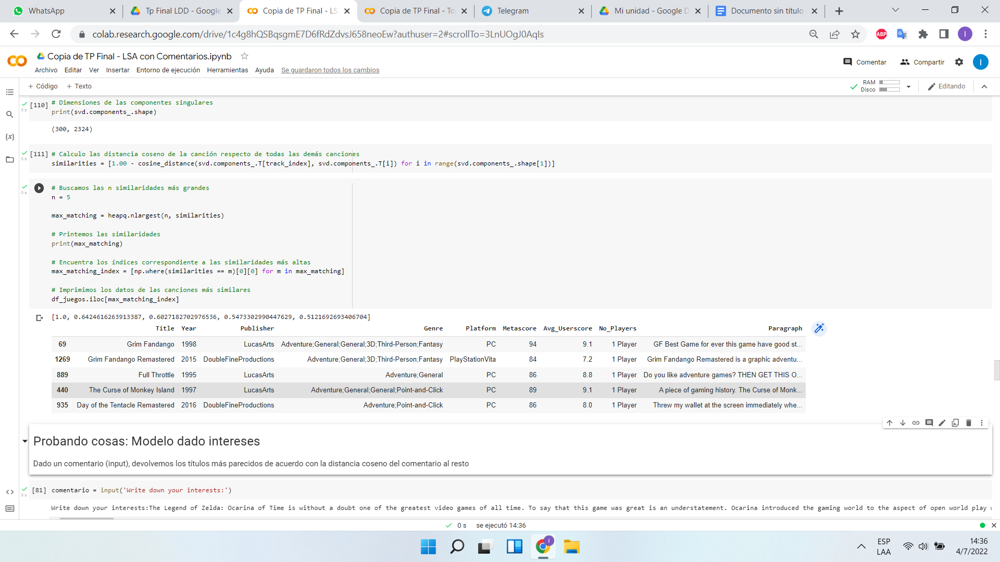 WhatsApp
Tp Final LDD - Google
Copia de TP Final - LS
Copia de TP Final - To
Telegram
Mi unidad - Google D
Documento sin título
colab.research.google.com/drive/1c4g8hQSBqsgmE7D6fRdZdvsJ658neoEw?authuser=2#scrollTo=3LnUOgJ0AqIs
ABP
I
Copia de TP Final - LSA con Comentarios.ipynb
Archivo Editar Ver Insertar Entorno de ejecución Herramientas Ayuda Se guardaron todos los cambios
Comentar
Compartir
I
+ Código + Texto
RAM
Disco
Editando
[110] # Dimensiones de las componentes singulares
print(svd.components_.shape)
0 s
(300, 2324)
{x}
[111] # Calculo las distancia coseno de la canción respecto de todas las demás canciones
0 s
similarities = [1.00 - cosine_distance(svd.components_.T[track_index], svd.components_.T[i]) for i in range(svd.components_.shape[1])]
# Buscamos las n similaridades más grandes
0 s
n = 5
max_matching = heapq.nlargest(n, similarities)
# Printemos las similaridades
print(max_matching)
# Encuentra los índices correspondiente a las similaridades más altas
max_matching_index = [np.where(similarities == m)[0][0] for m in max_matching]
# Imprimimos los datos de las canciones más similares
df_juegos.iloc[max_matching_index]
[1.0, 0.6424616263913387, 0.6027182702976536, 0.5473302990447629, 0.5121692693406704]
Title Year Publisher Genre Platform Metascore Avg_Userscore No_Players Paragraph
69 Grim Fandango 1998 LucasArts Adventure;General;General;3D;Third-Person;Fantasy PC 94 9.1 1 Player GF Best Game for ever this game have good st...
1269 Grim Fandango Remastered 2015 DoubleFineProductions Adventure;General;3D;Third-Person;Fantasy PlayStationVita 84 7.2 1 Player Grim Fandango Remastered is a graphic adventu...
889 Full Throttle 1995 LucasArts Adventure;General PC 86 8.8 1 Player Do you like adventure games? THEN GET THIS O...
440 The Curse of Monkey Island 1997 LucasArts Adventure;General;General;Point-and-Click PC 89 9.1 1 Player A piece of gaming history. The Curse of Monk...
935 Day of the Tentacle Remastered 2016 DoubleFineProductions Adventure;Point-and-Click PC 86 8.0 1 Player Threw my wallet at the screen immediately whe...
Probando cosas: Modelo dado intereses
Dado un comentario (input), devolvemos los títulos más parecidos de acuerdo con la distancia coseno del comentario al resto
[81] comentario = input('Write down your interests:')
3 s
Write down your interests:The Legend of Zelda: Ocarina of Time is without a doubt one of the greatest video games of all time. To say that this game was great is an understatement. Ocarina introduced the gaming world to the aspect of open world play
0 s se ejecutó 14:36
I
ESP
LAA
14:36
4/7/2022